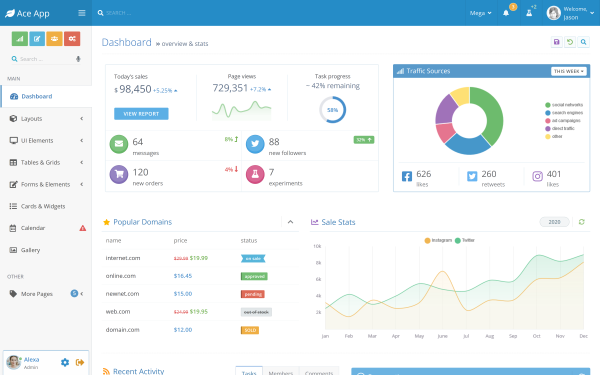 Ace App
SEARCH ...
Mega
3
+2
Welcome,
Jason
Search ...
MAIN
Dashboard
Layouts
UI Elements
Tables & Grids
Forms & Elements
Cards & Widgets
Calendar
Gallery
OTHER
More Pages
5
Alexa
Admin
Dashboard
» overview & stats
Today's sales
$ 98,450 +5.25%
VIEW REPORT
Page views
729,351 +7.2%
Task progress
~ 42% remaining
58%
64
messages
8%
88
new followers
32%
120
new orders
4%
7
experiments
Traffic Sources
THIS WEEK
social networks
search engines
ad campaigns
direct traffic
other
626
likes
260
retweets
401
likes
Popular Domains
name price status
internet.com $19.99 on sale
online.com $16.45 approved
newnet.com $15.00 pending
web.com $19.95 out of stock
domain.com $12.00 SOLD
Sale Stats
2020
Instagram Twitter
10k
8k
6k
4k
2k
Jan Feb Mar Apr May Jun Jul Aug Sep Oct Nov Dec
Recent Activity
Tasks Members Comments